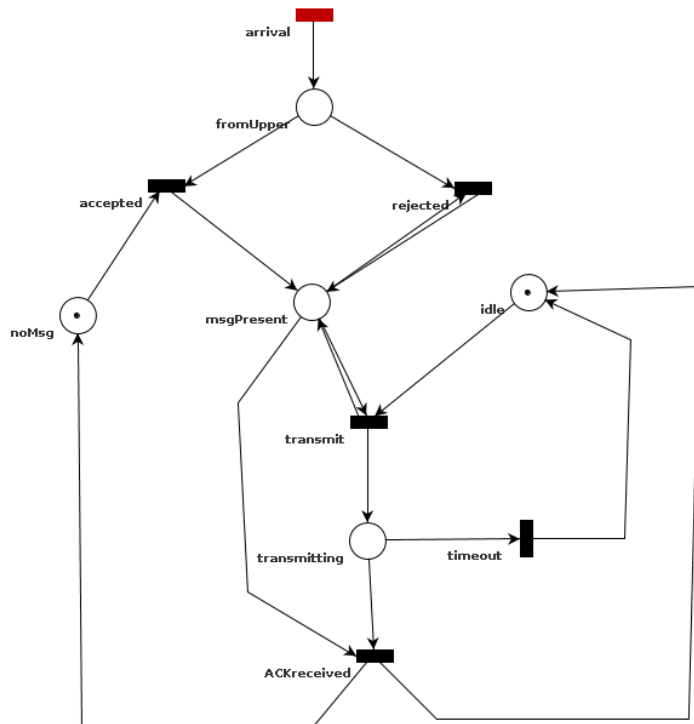 arrival
fromUpper
accepted
rejected
noMsg
msgPresent
idle
transmit
transmitting
timeout
ACKreceived